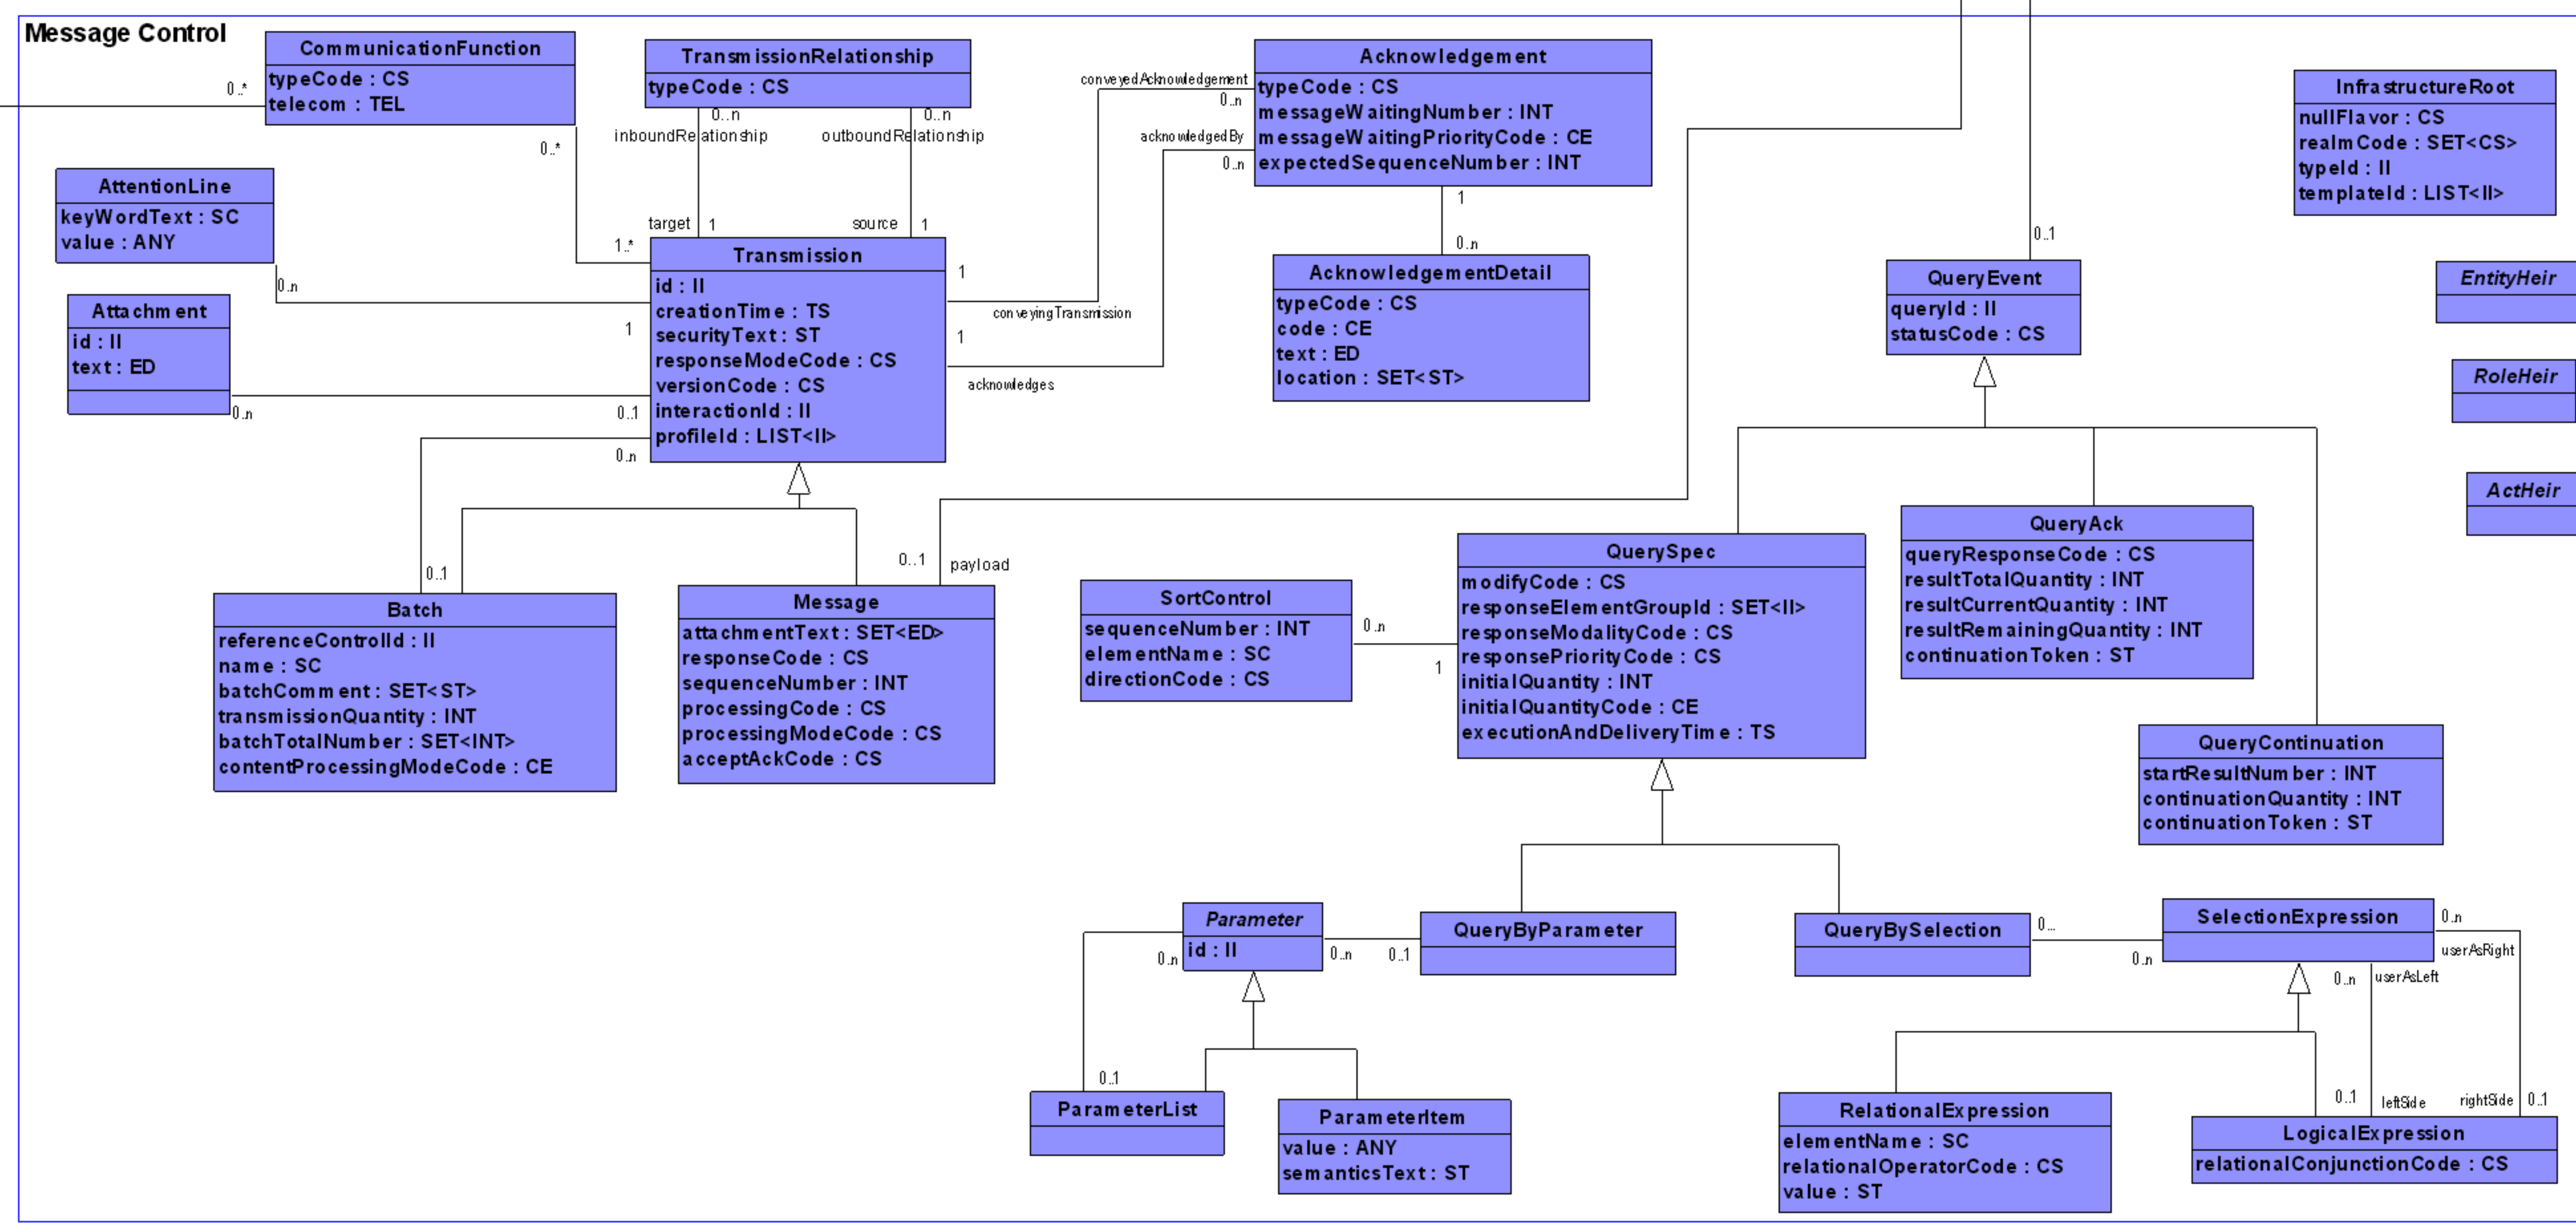 Message Control
CommunicationFunction
typeCode : CS
telecom : TEL
0..*
0..*
TransmissionRelationship
typeCode : CS
0..n
0..n
inboundRelationship
outboundRelationship
target
1
source
1
conveyedAcknowledgement
0..n
acknowledgedBy
0..n
Acknowledgement
typeCode : CS
messageWaitingNumber : INT
messageWaitingPriorityCode : CE
expectedSequenceNumber : INT
1
0..n
InfrastructureRoot
nullFlavor : CS
realmCode : SET<CS>
typeId : II
templateId : LIST<II>
AttentionLine
keyWordText : SC
value : ANY
0..n
1..*
1
Attachment
id : II
text : ED
0..n
0..1
Transmission
id : II
creationTime : TS
securityText : ST
responseModeCode : CS
versionCode : CS
interactionId : II
profileId : LIST<II>
0..n
1
conveyingTransmission
1
acknowledges
AcknowledgementDetail
typeCode : CS
code : CE
text : ED
location : SET<ST>
0..1
QueryEvent
queryId : II
statusCode : CS
EntityHeir
RoleHeir
ActHeir
0..1
Batch
referenceControlId : II
name : SC
batchComment : SET<ST>
transmissionQuantity : INT
batchTotalNumber : SET<INT>
contentProcessingModeCode : CE
0..1
payload
Message
attachmentText : SET<ED>
responseCode : CS
sequenceNumber : INT
processingCode : CS
processingModeCode : CS
acceptAckCode : CS
SortControl
sequenceNumber : INT
elementName : SC
directionCode : CS
0..n
1
QuerySpec
modifyCode : CS
responseElementGroupId : SET<II>
responseModalityCode : CS
responsePriorityCode : CS
initialQuantity : INT
initialQuantityCode : CE
executionAndDeliveryTime : TS
QueryAck
queryResponseCode : CS
resultTotalQuantity : INT
resultCurrentQuantity : INT
resultRemainingQuantity : INT
continuationToken : ST
QueryContinuation
startResultNumber : INT
continuationQuantity : INT
continuationToken : ST
Parameter
id : II
0..n
0..n
0..1
QueryByParameter
QueryBySelection
0...
0..n
SelectionExpression
0..n
userAsRight
0..n
userAsLeft
0..1
ParameterList
ParameterItem
value : ANY
semanticsText : ST
RelationalExpression
elementName : SC
relationalOperatorCode : CS
value : ST
0..1
leftSide
rightSide
0..1
LogicalExpression
relationalConjunctionCode : CS